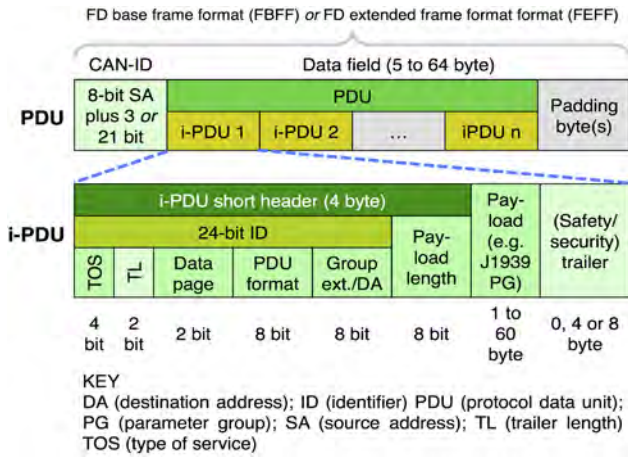 FD base frame format (FBFF) or FD extended frame format format (FEFF)
CAN-ID
Data field (5 to 64 byte)
PDU
8-bit SA
plus 3 or
21 bit
PDU
i-PDU 1
i-PDU 2
...
iPDU n
Padding
byte(s)
i-PDU
i-PDU short header (4 byte)
24-bit ID
TOS
TL
Data
page
PDU
format
Group
ext./DA
Pay-
load
length
Pay-
load
(e.g.
J1939
PG)
(Safety/
security)
trailer
4
bit
2
bit
2 bit
8 bit
8 bit
8 bit
1 to
60
byte
0, 4 or 8
byte
KEY
DA (destination address); ID (identifier) PDU (protocol data unit);
PG (parameter group); SA (source address); TL (trailer length)
TOS (type of service)